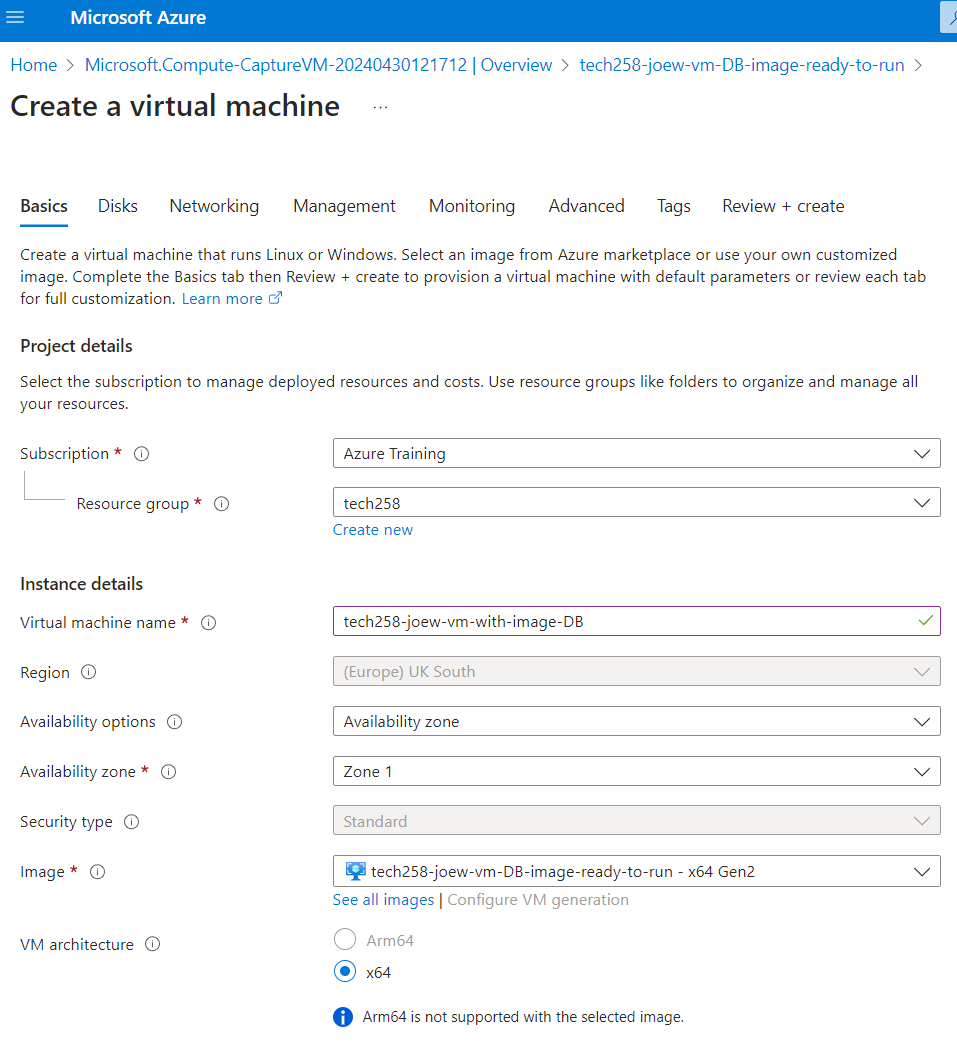 Microsoft Azure
Home > Microsoft.Compute-CaptureVM-20240430121712 | Overview > tech258-joew-vm-DB-image-ready-to-run >
Create a virtual machine ...
Basics Disks Networking Management Monitoring Advanced Tags Review + create
Create a virtual machine that runs Linux or Windows. Select an image from Azure marketplace or use your own customized
image. Complete the Basics tab then Review + create to provision a virtual machine with default parameters or review each tab
for full customization. Learn more
Project details
Select the subscription to manage deployed resources and costs. Use resource groups like folders to organize and manage all
your resources.
Subscription * Azure Training
Resource group * tech258
Create new
Instance details
Virtual machine name * tech258-joew-vm-with-image-DB
Region (Europe) UK South
Availability options Availability zone
Availability zone * Zone 1
Security type Standard
Image * tech258-joew-vm-DB-image-ready-to-run - x64 Gen2
See all images | Configure VM generation
VM architecture Arm64
x64
Arm64 is not supported with the selected image.